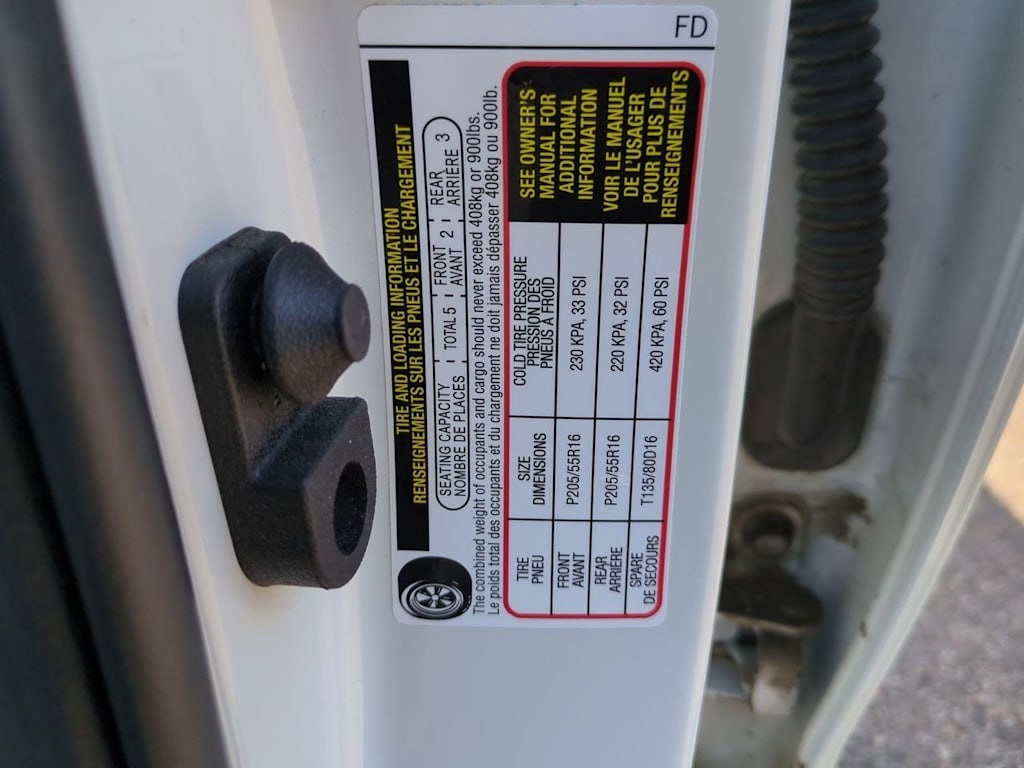 FD
TIRE AND LOADING INFORMATION
RENSEIGNEMENTS SUR LES PNEUS ET LE CHARGEMENT
SEATING CAPACITY
NOMBRE DE PLACES
TOTAL 5
FRONT
AVANT 2
REAR
ARRIÈRE 3
The combined weight of occupants and cargo should never exceed 408kg or 900lbs.
Le poids total des occupants et du chargement ne doit jamais dépasser 408kg ou 900lb.
TIRE
PNEU
SIZE
DIMENSIONS
COLD TIRE PRESSURE
PRESSION DES
PNEUS A FROID
FRONT
AVANT
P205/55R16
230 KPA, 33 PSI
REAR
ARRIÈRE
P205/55R16
220 KPA, 32 PSI
SPARE
DE SECOURS
T135/80D16
420 KPA, 60 PSI
SEE OWNER'S
MANUAL FOR
ADDITIONAL
INFORMATION
VOIR LE MANUEL
DE L'USAGER
POUR PLUS DE
RENSEIGNEMENTS